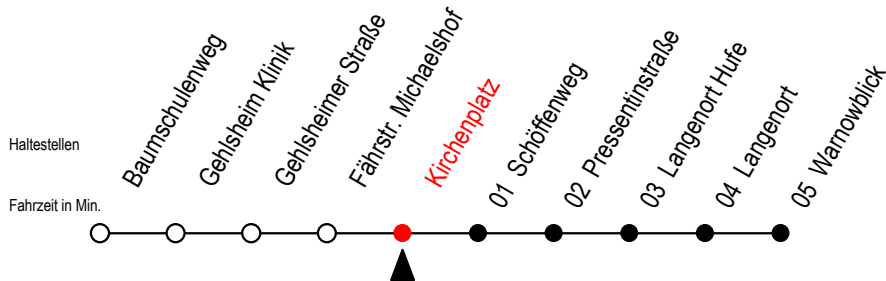 Haltestellen
Fahrzeit in Min.
Baumschulenweg
Gehlsheim Klinik
Gehlsheimer Straße
Fährstr. Michaelshof
Kirchenplatz
01 Schöffenweg
02 Pressentinstraße
03 Langenort Hufe
04 Langenort
05 Warnowblick